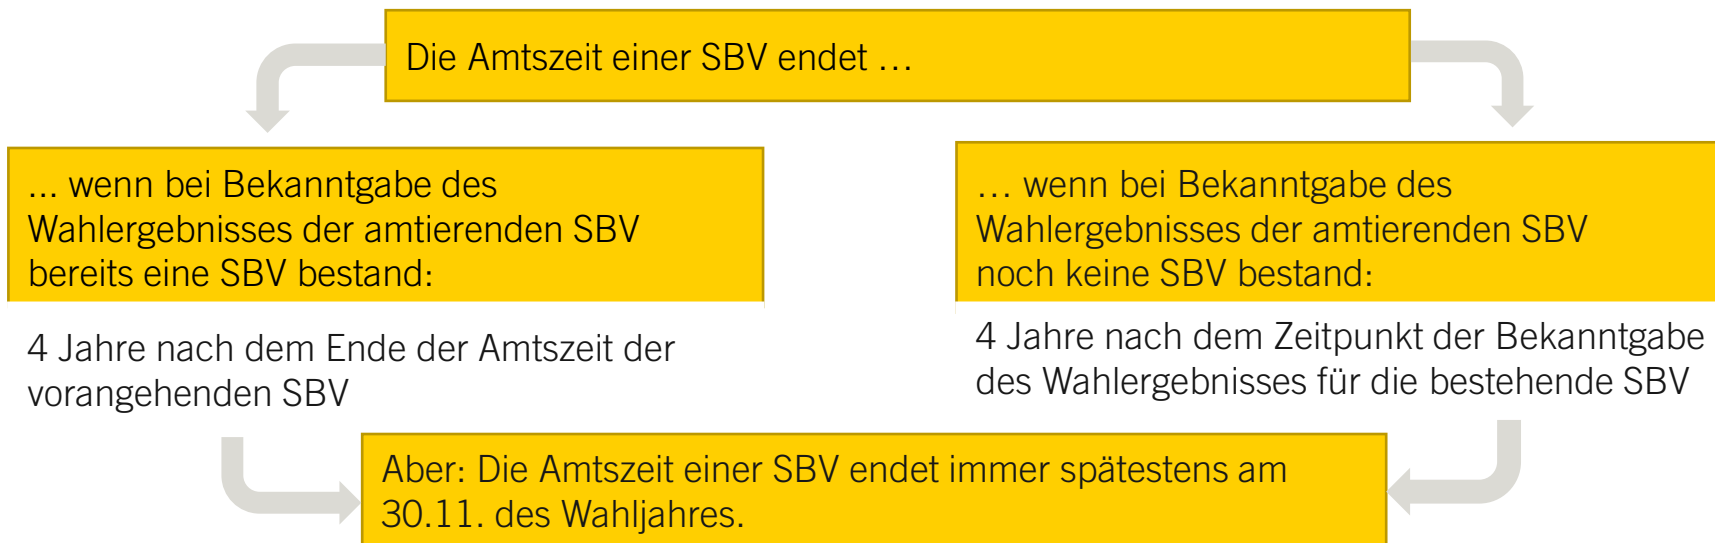 Die Amtszeit einer SBV endet …
... wenn bei Bekanntgabe des
Wahlergebnisses der amtierenden SBV
bereits eine SBV bestand:
4 Jahre nach dem Ende der Amtszeit der
vorangehenden SBV
… wenn bei Bekanntgabe des
Wahlergebnisses der amtierenden SBV
noch keine SBV bestand:
4 Jahre nach dem Zeitpunkt der Bekanntgabe
des Wahlergebnisses für die bestehende SBV
Aber: Die Amtszeit einer SBV endet immer spätestens am
30.11. des Wahljahres.